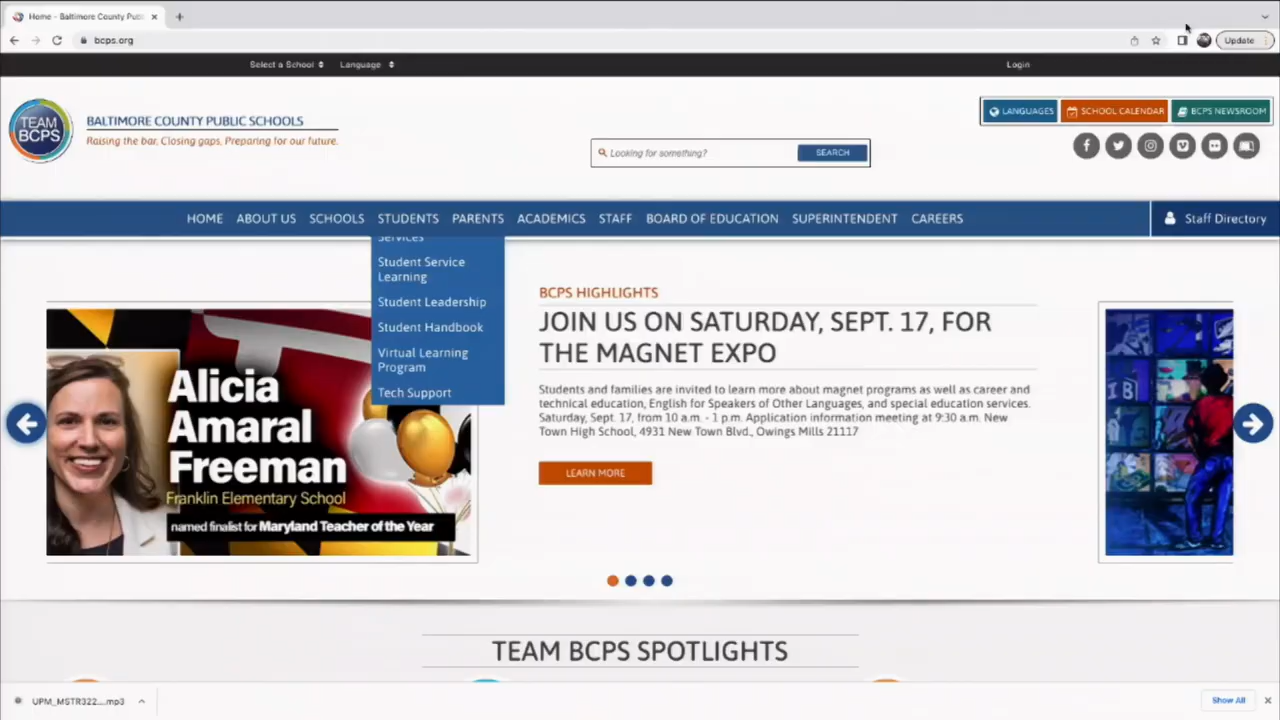 Home - Baltimore County Publ
bcps.org
Update
Select a School
Language
Login
TEAM
BCPS
BALTIMORE COUNTY PUBLIC SCHOOLS
Raising the bar, Closing gaps, Preparing for our future.
LANGUAGES
SCHOOL CALENDAR
BCPS NEWSROOM
Looking for something?
SEARCH
HOME ABOUT US SCHOOLS STUDENTS PARENTS ACADEMICS STAFF BOARD OF EDUCATION SUPERINTENDENT CAREERS
Staff Directory
Services
Student Service
Learning
Student Leadership
Student Handbook
Virtual Learning
Program
Tech Support
Alicia
Amaral
Freeman
Franklin Elementary School
named finalist for Maryland Teacher of the Year
BCPS HIGHLIGHTS
JOIN US ON SATURDAY, SEPT. 17, FOR
THE MAGNET EXPO
Students and families are invited to learn more about magnet programs as well as career and
technical education, English for Speakers of Other Languages, and special education services.
Saturday, Sept. 17, from 10 a.m. - 1 p.m. Application information meeting at 9:30 a.m. New
Town High School, 4931 New Town Blvd., Owings Mills 21117
LEARN MORE
TEAM BCPS SPOTLIGHTS
UPM_MSTR322....mp3
Show All